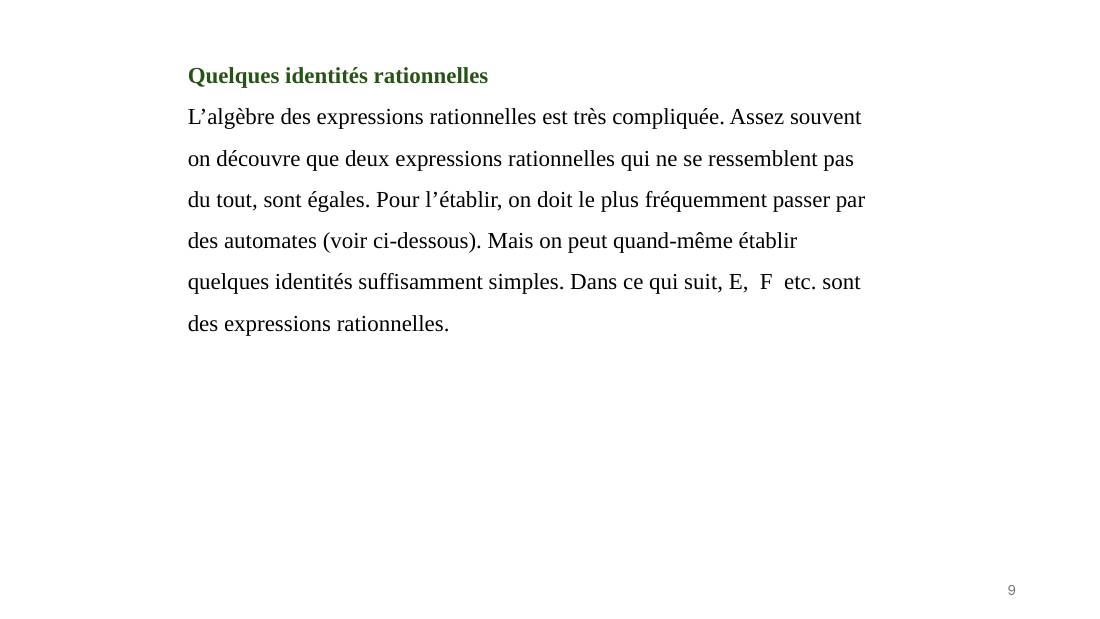 Quelques identités rationnelles
L’algèbre des expressions rationnelles est très compliquée. Assez souvent
on découvre que deux expressions rationnelles qui ne se ressemblent pas
du tout, sont égales. Pour l’établir, on doit le plus fréquemment passer par
des automates (voir ci-dessous). Mais on peut quand-même établir
quelques identités suffisamment simples. Dans ce qui suit, E,  F  etc. sont
des expressions rationnelles.
9